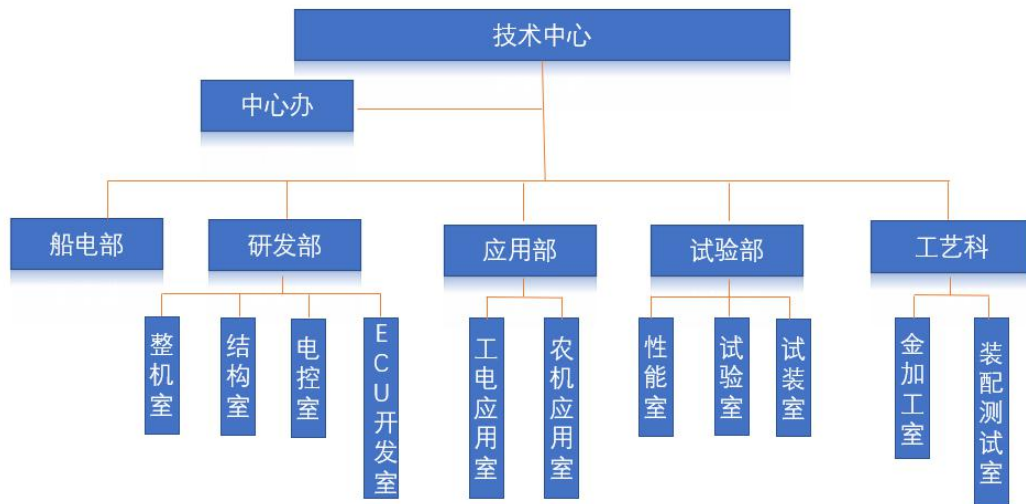 技术中心
中心办
船电部
研发部
应用部
试验部
工艺科
整机室
结构室
电控室
ECU开发室
工电应用室
农机应用室
性能室
试验室
试装室
金加工室
装配测试室